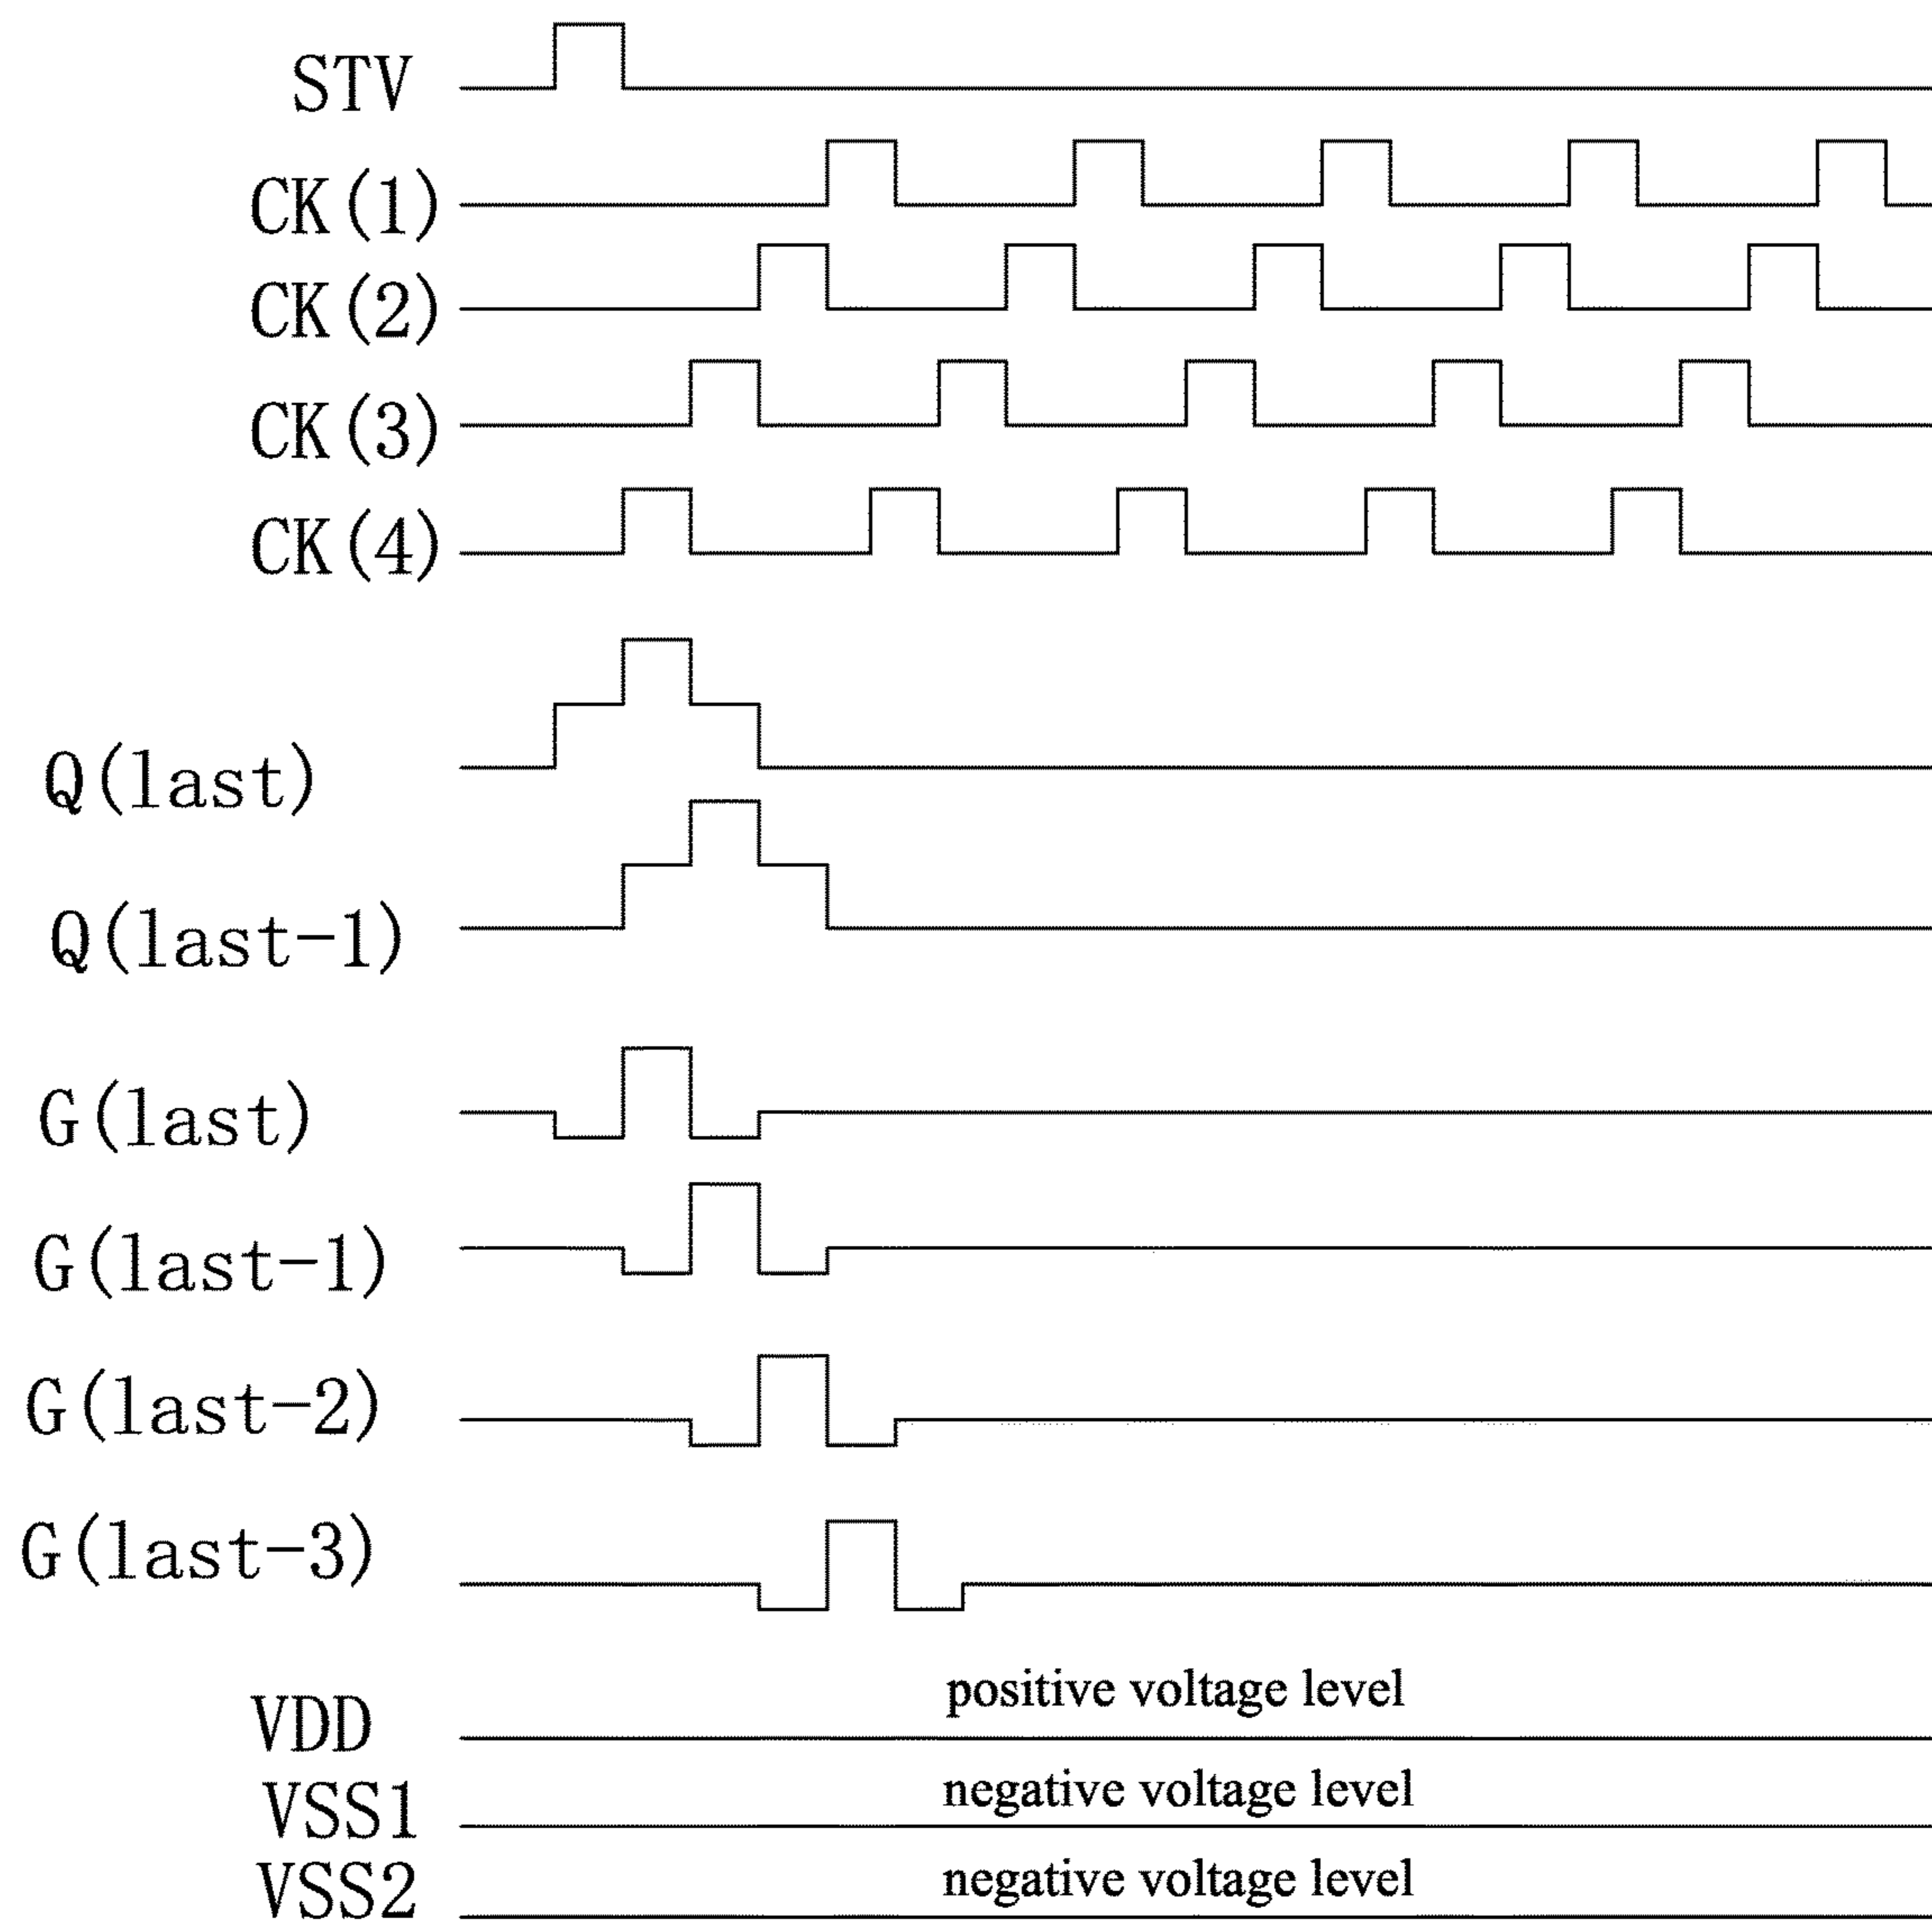 STV
CK(1)
CK(2)
CK(3)
CK(4)
Q(last)
Q(last-1)
G(last)
G(last-1)
G(last-2)
G(last-3)
VDD positive voltage level
VSS1 negative voltage level
VSS2 negative voltage level